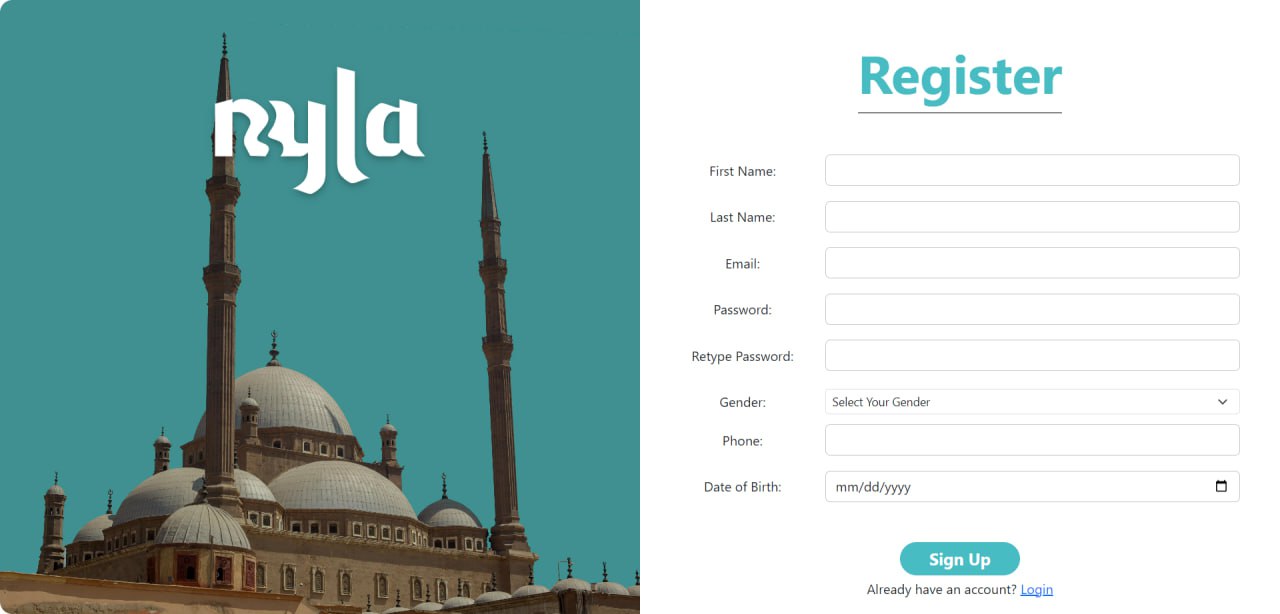 nyla
Register
First Name:
Last Name:
Email:
Password:
Retype Password:
Gender: Select Your Gender
Phone:
Date of Birth: mm/dd/yyyy
Sign Up
Already have an account? Login